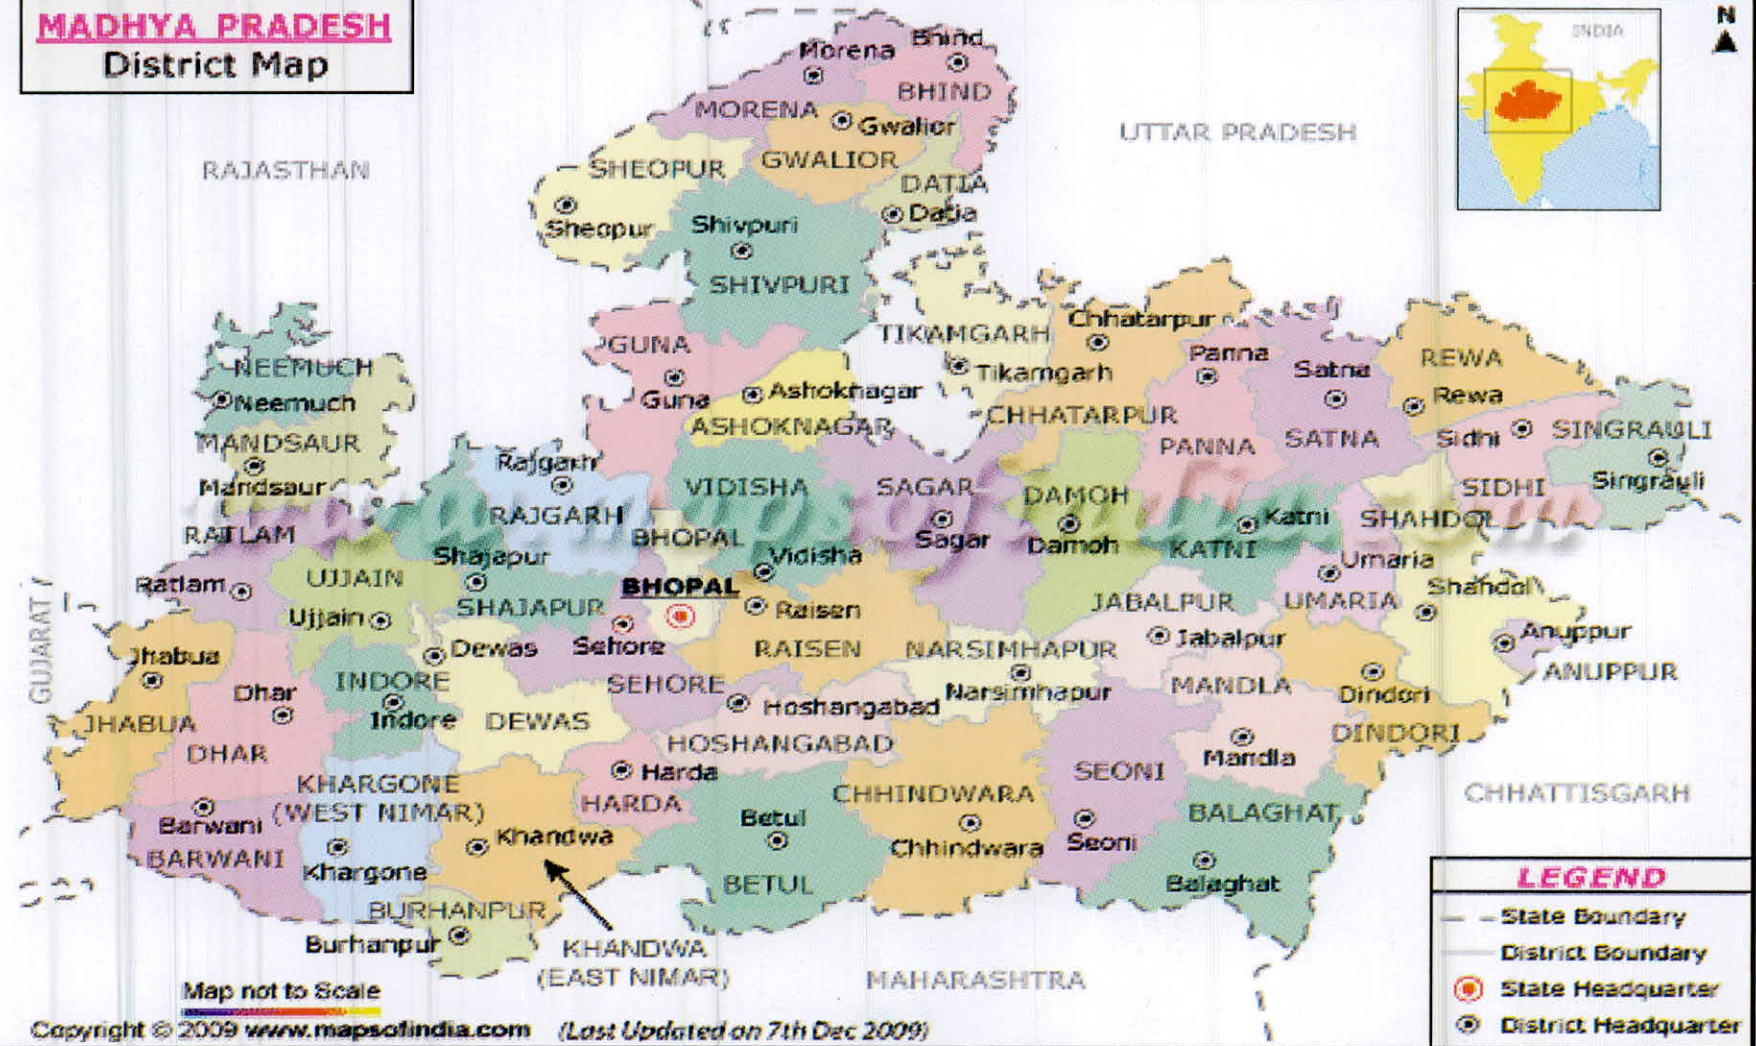 MADHYA PRADESH
District Map
INDIA
N
RAJASTHAN
UTTAR PRADESH
GUJARAT
CHHATTISGARH
MAHARASHTRA
Morena
MORENA
Bhind
BHIND
Gwalior
GWALIOR
SHEOPUR
Sheopur
DATIA
Datia
Shivpuri
SHIVPURI
GUNA
Guna
Ashoknagar
ASHOKNAGAR
TIKAMGARH
Tikamgarh
Chhatarpur
CHHATARPUR
Panna
PANNA
Satna
SATNA
REWA
Rewa
Sidhi
SIDHI
SINGRAULI
Singrauli
NEEMUCH
Neemuch
MANDSAUR
Mandsaur
RATLAM
Ratlam
UJJAIN
Ujjain
Rajgarh
RAJGARH
Shajapur
SHAJAPUR
VIDISHA
Vidisha
BHOPAL
BHOPAL
SAGAR
Sagar
DAMOH
Damoh
Katni
KATNI
SHAHDOL
Shahdol
Umaria
UMARIA
Anuppur
ANUPPUR
Raisen
RAISEN
Sehore
SEHORE
Dewas
DEWAS
INDORE
Indore
Jhabua
JHABUA
Dhar
DHAR
JABALPUR
Jabalpur
NARSIMHAPUR
Narsimhapur
MANDLA
Mandla
Dindori
DINDORI
Hoshangabad
HOSHANGABAD
Harda
HARDA
CHHINDWARA
Chhindwara
SEONI
Seoni
BALAGHAT
Balaghat
Betul
BETUL
KHARGONE
(WEST NIMAR)
Khargone
Barwani
BARWANI
Khandwa
KHANDWA
(EAST NIMAR)
BURHANPUR
Burhanpur
LEGEND
State Boundary
District Boundary
State Headquarter
District Headquarter
Map not to Scale
Copyright © 2009 www.mapsofindia.com (Last Updated on 7th Dec 2009)